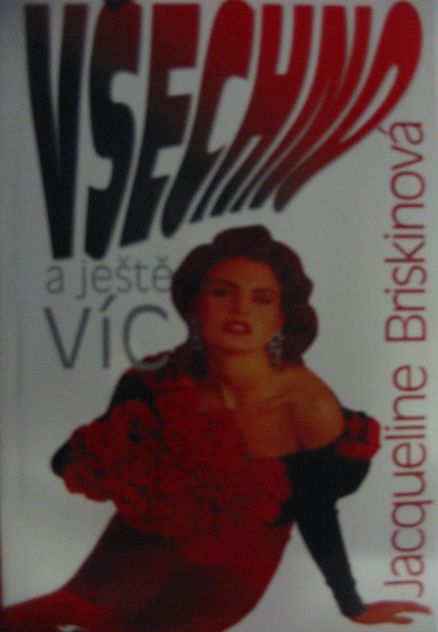 VŠECHNO
a ještě
VÍC
Jacqueline Briskinová